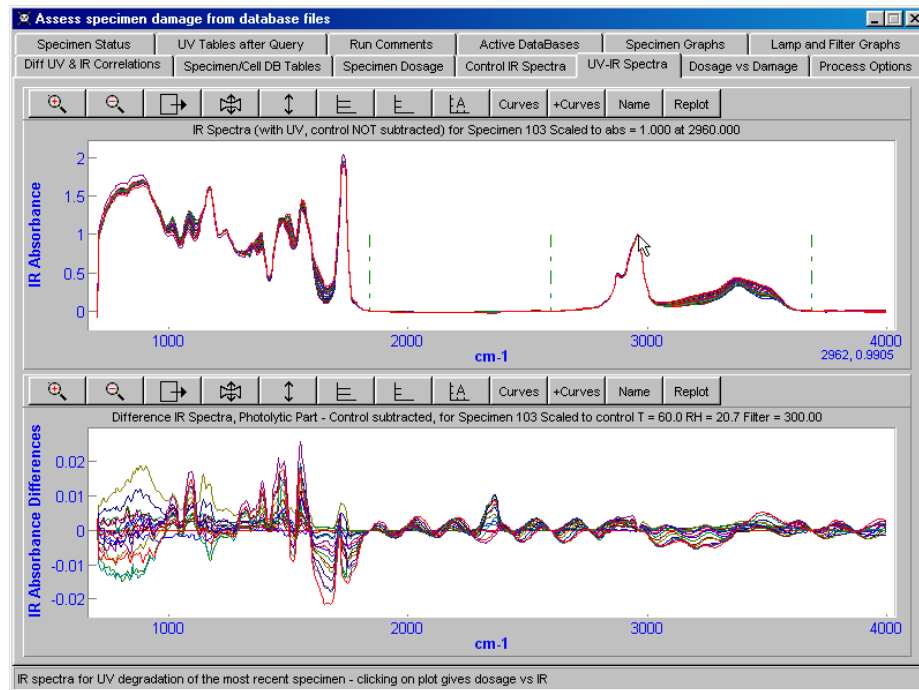 Assess specimen damage from database files
Specimen Status UV Tables after Query Run Comments Active DataBases Specimen Graphs Lamp and Filter Graphs
Diff UV & IR Correlations Specimen/Cell DB Tables Specimen Dosage Control IR Spectra UV-IR Spectra Dosage vs Damage Process Options
A Curves +Curves Name Replot
IR Spectra (with UV, control NOT subtracted) for Specimen 103 Scaled to abs = 1.000 at 2960.000
IR Absorbance
2
1.5
1
0.5
0
1000 2000 3000 4000
cm-1
2962, 0.9905
A Curves +Curves Name Replot
Difference IR Spectra, Photolytic Part - Control subtracted, for Specimen 103 Scaled to control T = 60.0 RH = 20.7 Filter = 300.00
IR Absorbance Differences
0.02
0.01
0
-0.01
-0.02
1000 2000 3000 4000
cm-1
IR spectra for UV degradation of the most recent specimen - clicking on plot gives dosage vs IR